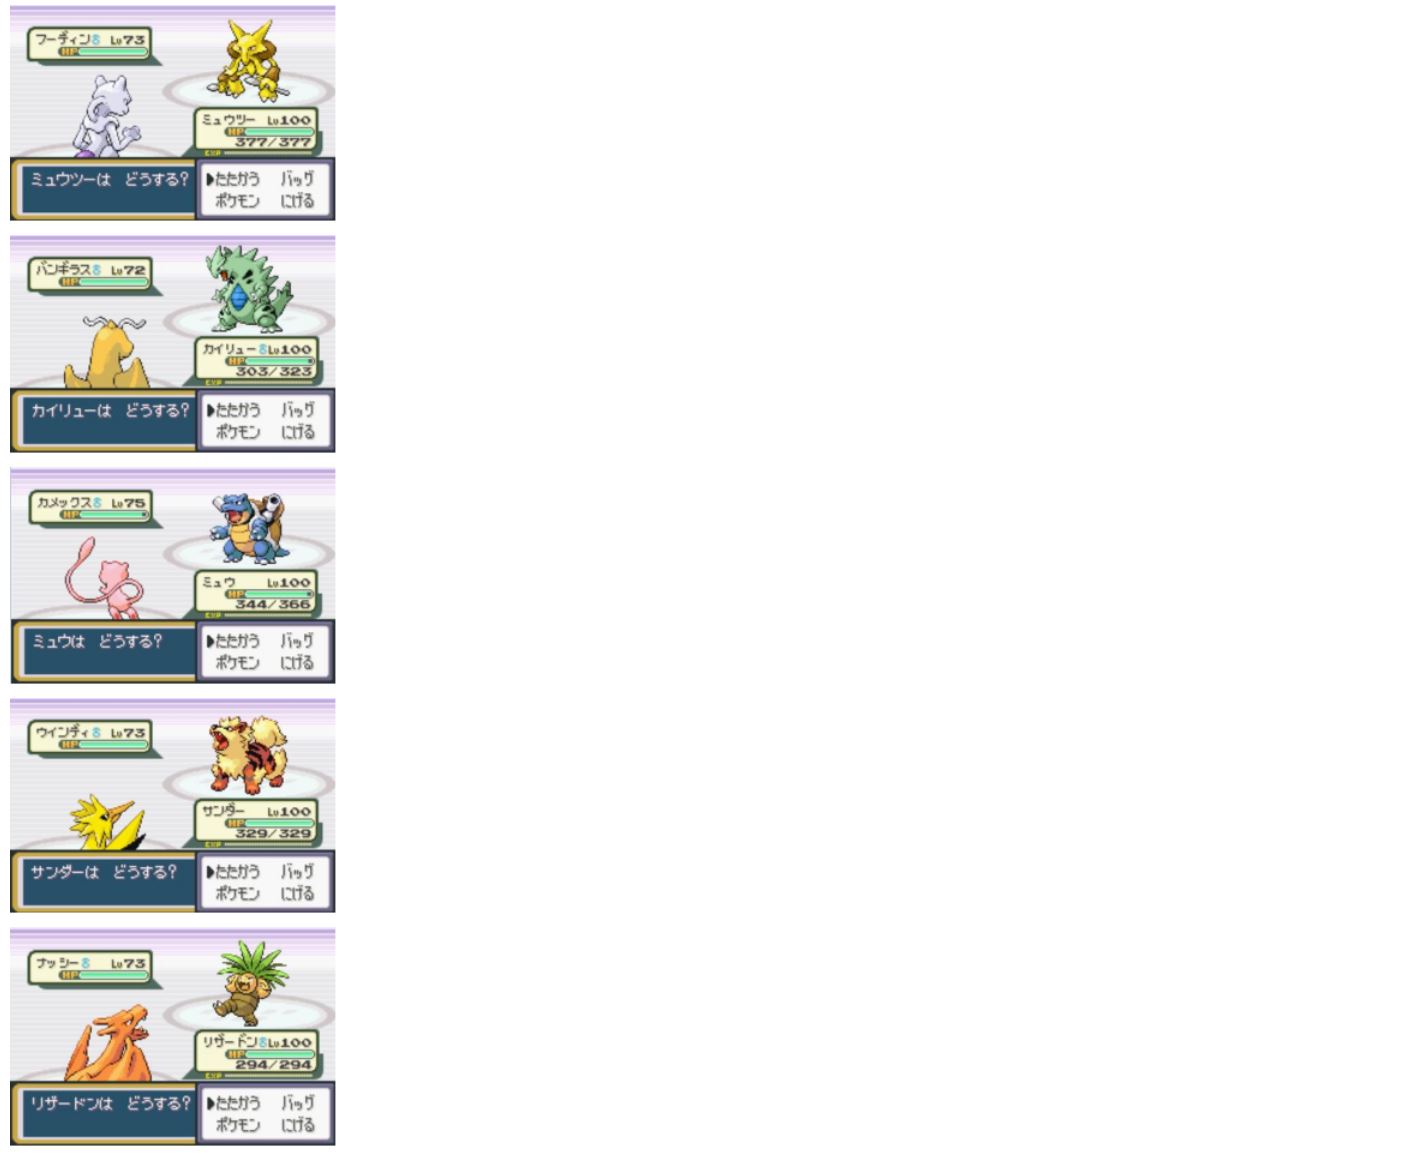 フーディン♂ Lv73
HP
ミュウツー Lv100
HP
377/377
EXP
ミュウツーは どうする?
▶たたかう バッグ
ポケモン にげる
バンギラス♂ Lv72
HP
カイリュー♂Lv100
HP
303/323
EXP
カイリューは どうする?
▶たたかう バッグ
ポケモン にげる
カメックス♂ Lv75
HP
ミュウ Lv100
HP
344/366
EXP
ミュウは どうする?
▶たたかう バッグ
ポケモン にげる
ウインディ♂ Lv73
HP
サンダー Lv100
HP
329/329
EXP
サンダーは どうする?
▶たたかう バッグ
ポケモン にげる
ナッシー♂ Lv73
HP
リザードン♂Lv100
HP
294/294
EXP
リザードンは どうする?
▶たたかう バッグ
ポケモン にげる